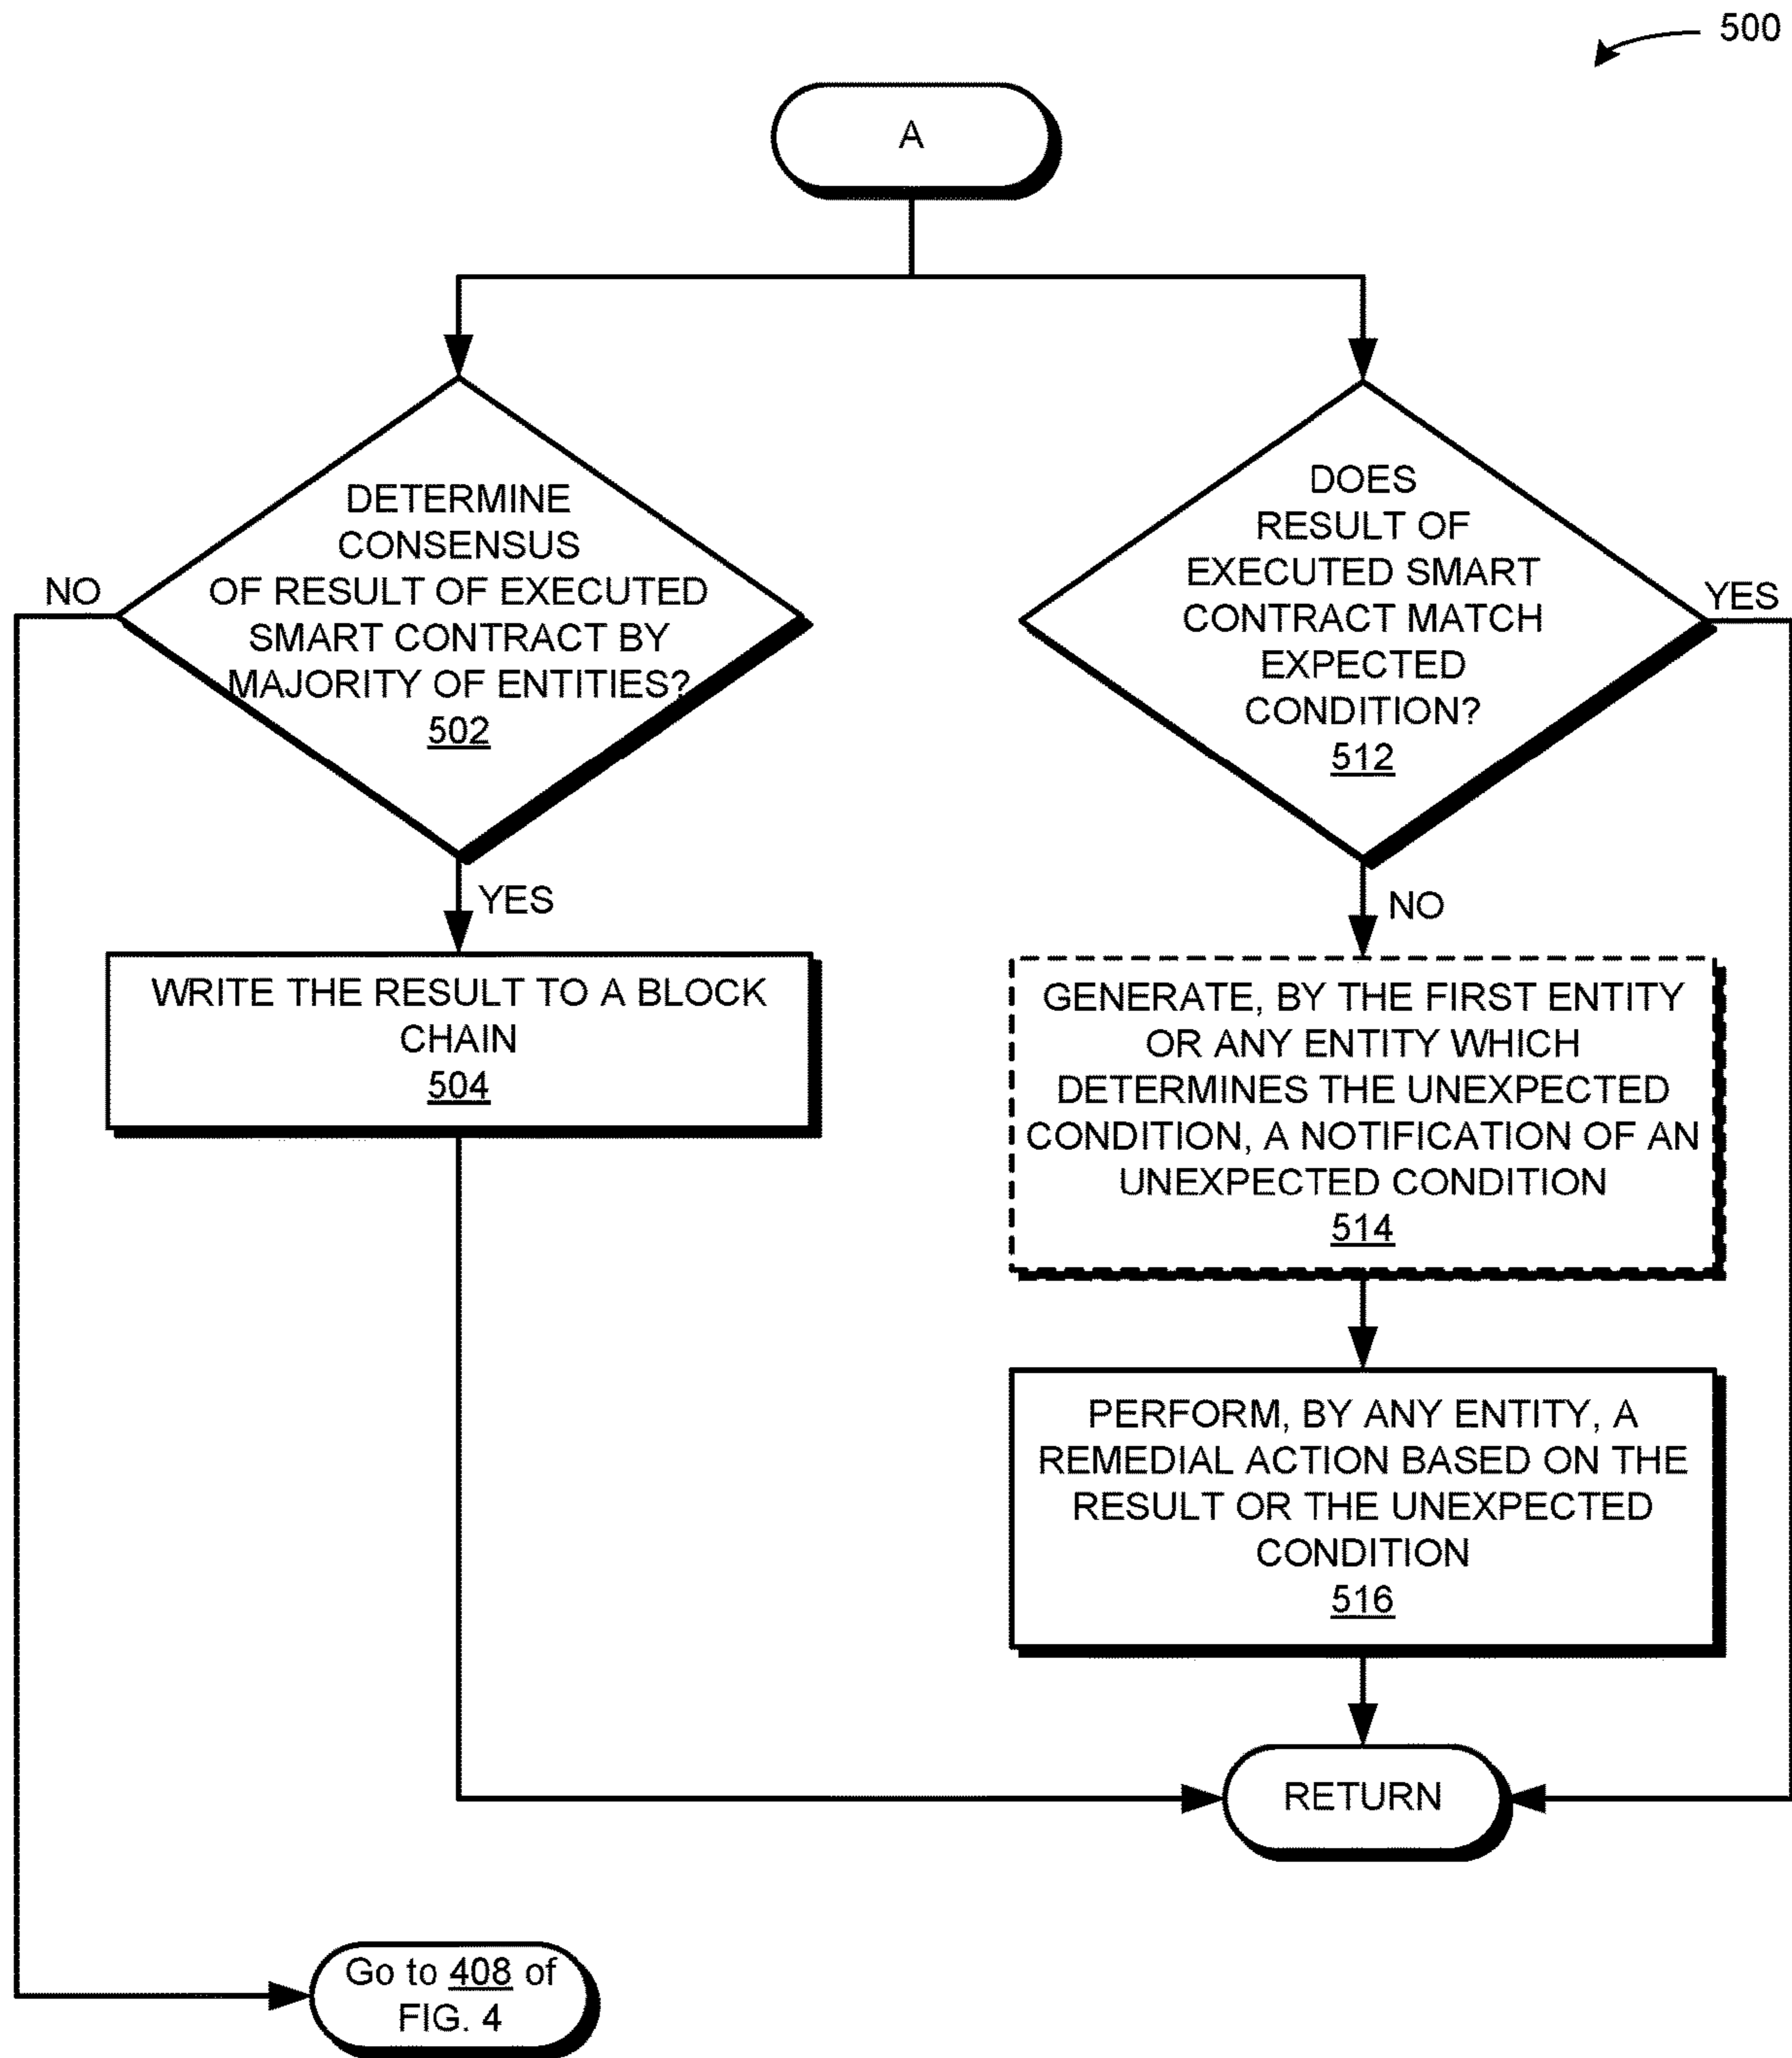 500
A
DETERMINE
CONSENSUS
OF RESULT OF EXECUTED
SMART CONTRACT BY
MAJORITY OF ENTITIES?
502
NO
YES
WRITE THE RESULT TO A BLOCK
CHAIN
504
DOES
RESULT OF
EXECUTED SMART
CONTRACT MATCH
EXPECTED
CONDITION?
512
YES
NO
GENERATE, BY THE FIRST ENTITY
OR ANY ENTITY WHICH
DETERMINES THE UNEXPECTED
CONDITION, A NOTIFICATION OF AN
UNEXPECTED CONDITION
514
PERFORM, BY ANY ENTITY, A
REMEDIAL ACTION BASED ON THE
RESULT OR THE UNEXPECTED
CONDITION
516
RETURN
Go to 408 of
FIG. 4